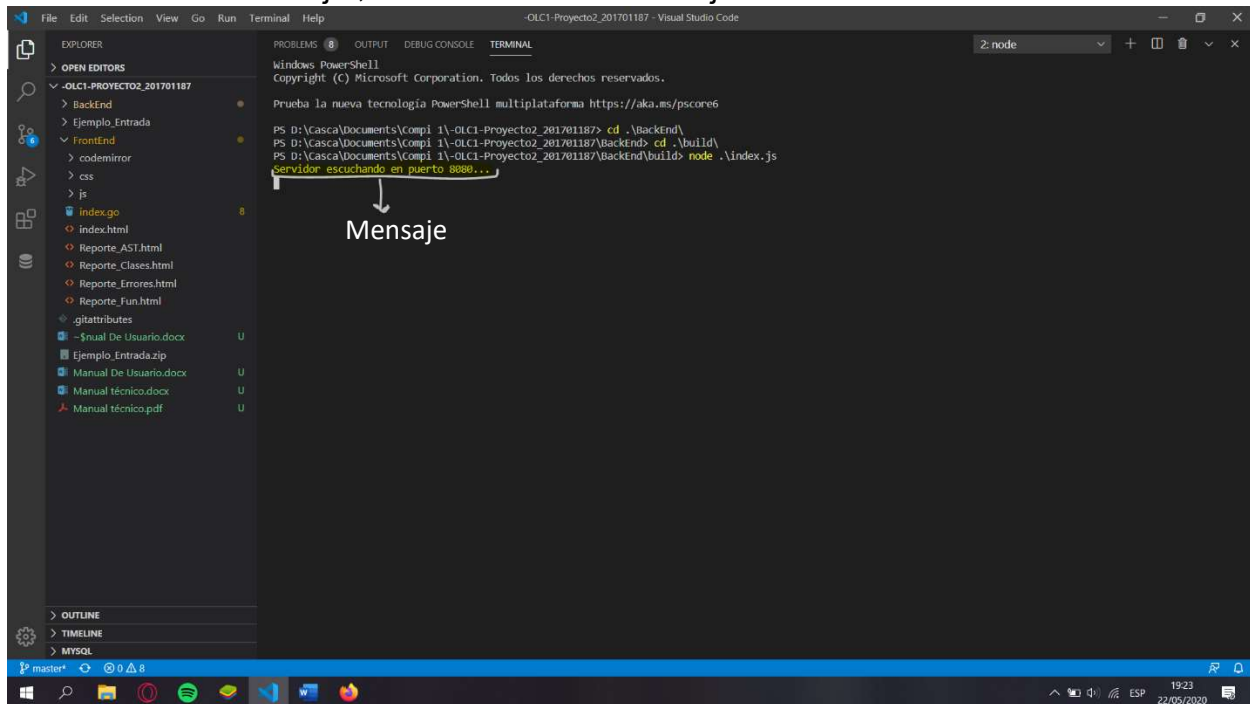 File Edit Selection View Go Run Terminal Help -OLC1-Proyecto2_201701187 - Visual Studio Code
EXPLORER
OPEN EDITORS
-OLC1-PROYECTO2_201701187
BackEnd
Ejemplo_Entrada
FrontEnd
codemirror
css
js
index.go 8
index.html
Reporte_AST.html
Reporte_Clases.html
Reporte_Errores.html
Reporte_Fun.html
.gitattributes
~$nual De Usuario.docx U
Ejemplo_Entrada.zip
Manual De Usuario.docx U
Manual técnico.docx U
Manual técnico.pdf U
OUTLINE
TIMELINE
MYSQL
PROBLEMS 8 OUTPUT DEBUG CONSOLE TERMINAL 2: node
Windows PowerShell
Copyright (C) Microsoft Corporation. Todos los derechos reservados.
Prueba la nueva tecnología PowerShell multiplataforma https://aka.ms/pscore6
PS D:\Casca\Documents\Compi 1\-OLC1-Proyecto2_201701187> cd .\BackEnd\
PS D:\Casca\Documents\Compi 1\-OLC1-Proyecto2_201701187\BackEnd> cd .\build\
PS D:\Casca\Documents\Compi 1\-OLC1-Proyecto2_201701187\BackEnd\build> node .\index.js
Servidor escuchando en puerto 8080...
Mensaje
6
master* 0 8
ESP 19:23
22/05/2020